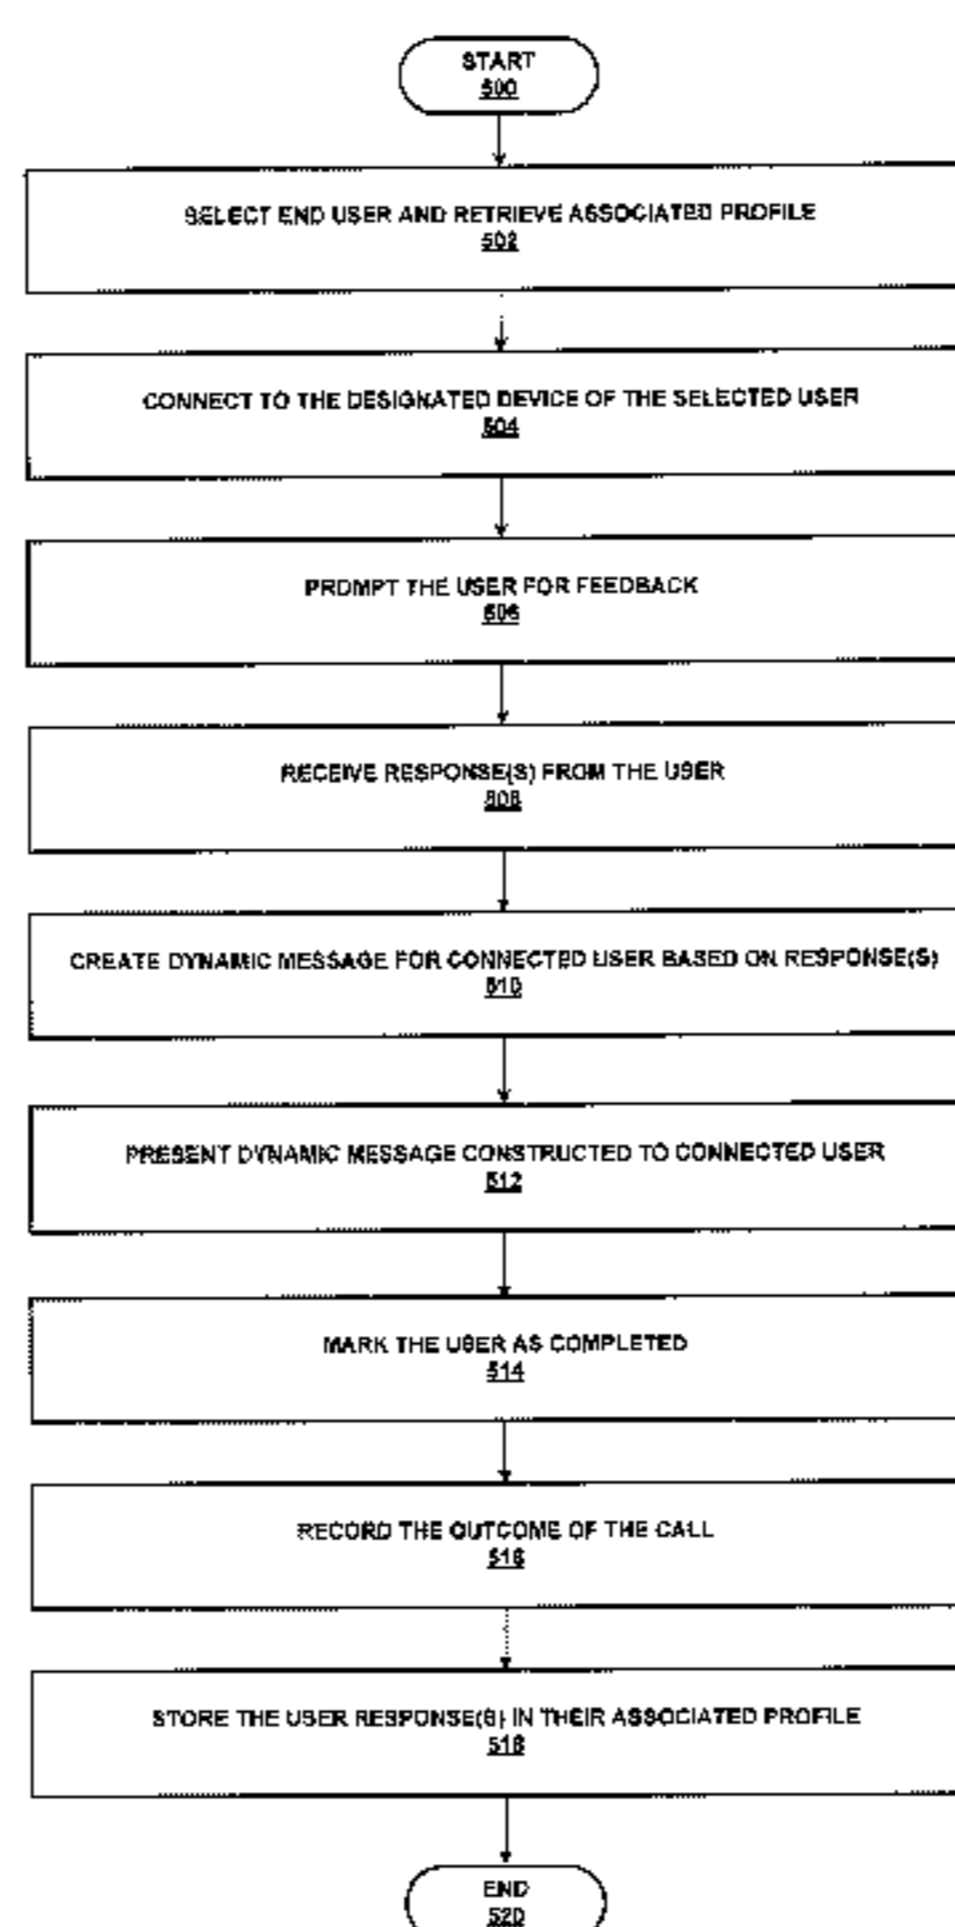 START
500
SELECT END USER AND RETRIEVE ASSOCIATED PROFILE
502
CONNECT TO THE DESIGNATED DEVICE OF THE SELECTED USER
504
PROMPT THE USER FOR FEEDBACK
506
RECEIVE RESPONSE(S) FROM THE USER
508
CREATE DYNAMIC MESSAGE FOR CONNECTED USER BASED ON RESPONSE(S)
510
PRESENT DYNAMIC MESSAGE CONSTRUCTED TO CONNECTED USER
512
MARK THE USER AS COMPLETED
514
RECORD THE OUTCOME OF THE CALL
516
STORE THE USER RESPONSE(S) IN THEIR ASSOCIATED PROFILE
518
END
520